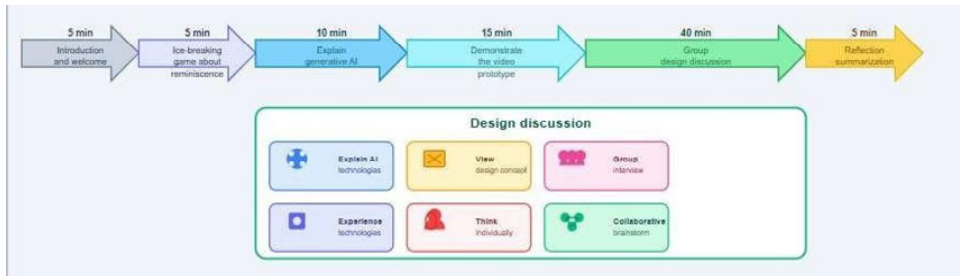 5 min
Introduction
and welcome
5 min
Ice-breaking
game about
reminiscence
10 min
Explain
generative AI
15 min
Demonstrate
the video
prototype
40 min
Group
design discussion
5 min
Reflection
summarization
Design discussion
Explain AI
technologies
View
design concept
Group
interview
Experience
technologies
Think
individually
Collaborative
brainstorm